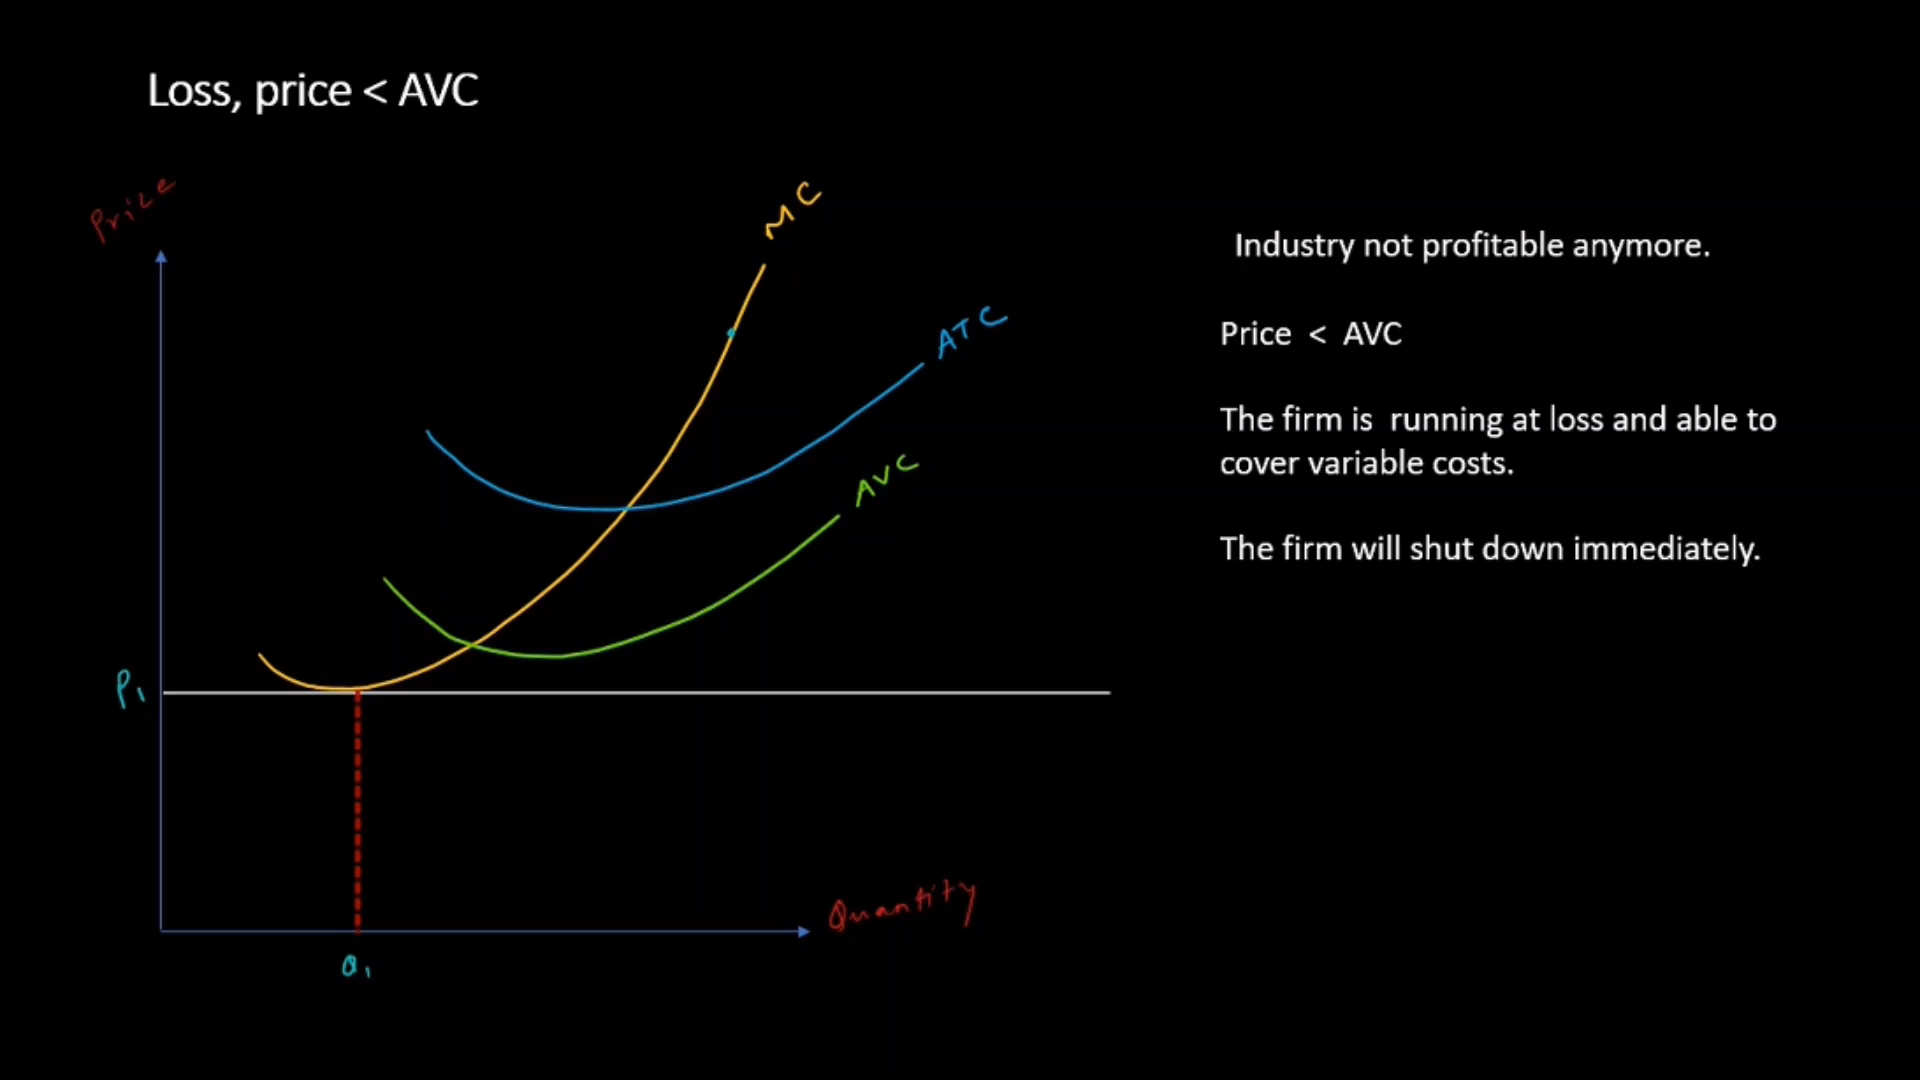 Loss, price < AVC
Price
MC
Industry not profitable anymore.
ATC
Price < AVC
The firm is running at loss and able to
cover variable costs.
AVC
The firm will shut down immediately.
P1
Quantity
Q1